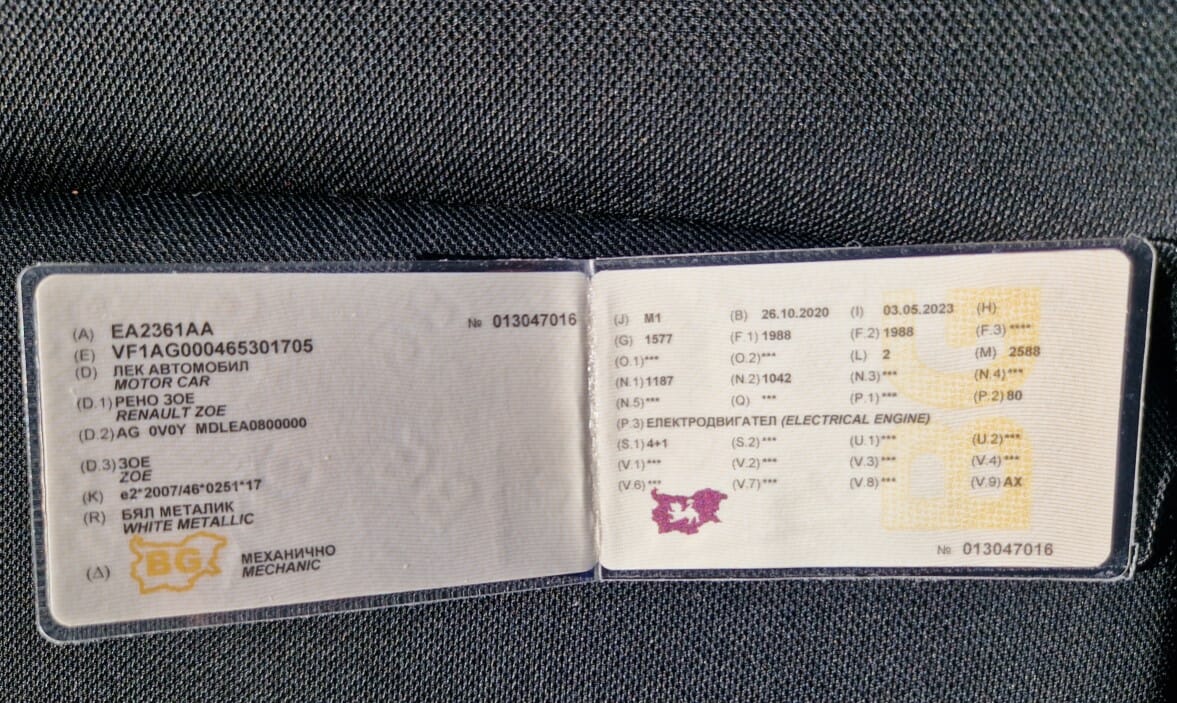 (A) EA2361AA
№ 013047016
(E) VF1AG000465301705
(D) ЛЕК АВТОМОБИЛ
MOTOR CAR
(D.1) РЕНО ЗОЕ
RENAULT ZOE
(D.2) AG 0V0Y MDLEA0800000
(D.3) ЗОЕ
ZOE
(K) e2*2007/46*0251*17
(R) БЯЛ МЕТАЛИК
WHITE METALLIC
(Δ) BG МЕХАНИЧНО
MECHANIC
(J) M1 (B) 26.10.2020 (I) 03.05.2023 (H)
(G) 1577 (F.1) 1988 (F.2) 1988 (F.3) ****
(O.1)*** (O.2)*** (L) 2 (M) 2588
(N.1) 1187 (N.2) 1042 (N.3)*** (N.4)***
(N.5)*** (Q) *** (P.1)*** (P.2) 80
(P.3) ЕЛЕКТРОДВИГАТЕЛ (ELECTRICAL ENGINE)
(S.1) 4+1 (S.2)*** (U.1)*** (U.2)***
(V.1)*** (V.2)*** (V.3)*** (V.4)***
(V.6)*** (V.7)*** (V.8)*** (V.9) AX
BG
№ 013047016